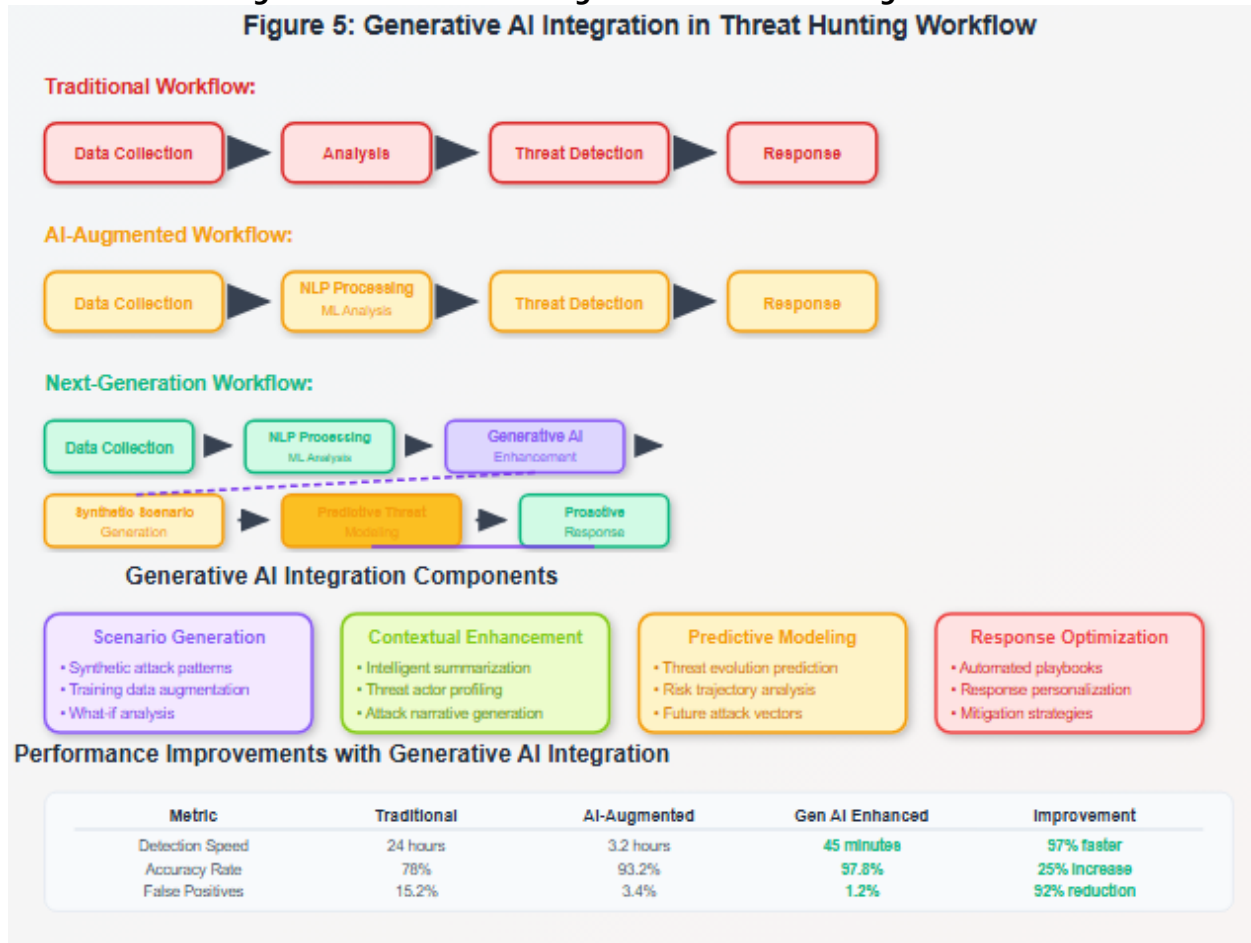 Figure 5: Generative AI Integration in Threat Hunting Workflow
Traditional Workflow:
Data Collection
Analysis
Threat Detection
Response
AI-Augmented Workflow:
Data Collection
NLP Processing
ML Analysis
Threat Detection
Response
Next-Generation Workflow:
Data Collection
NLP Processing
ML Analysis
Generative AI
Enhancement
Synthetic Scenario
Generation
Predictive Threat
Modeling
Proactive
Response
Generative AI Integration Components
Scenario Generation
• Synthetic attack patterns
• Training data augmentation
• What-if analysis
Contextual Enhancement
• Intelligent summarization
• Threat actor profiling
• Attack narrative generation
Predictive Modeling
• Threat evolution prediction
• Risk trajectory analysis
• Future attack vectors
Response Optimization
• Automated playbooks
• Response personalization
• Mitigation strategies
Performance Improvements with Generative AI Integration
Metric Traditional AI-Augmented Gen AI Enhanced Improvement
Detection Speed 24 hours 3.2 hours 45 minutes 97% faster
Accuracy Rate 78% 93.2% 97.8% 25% increase
False Positives 15.2% 3.4% 1.2% 92% reduction